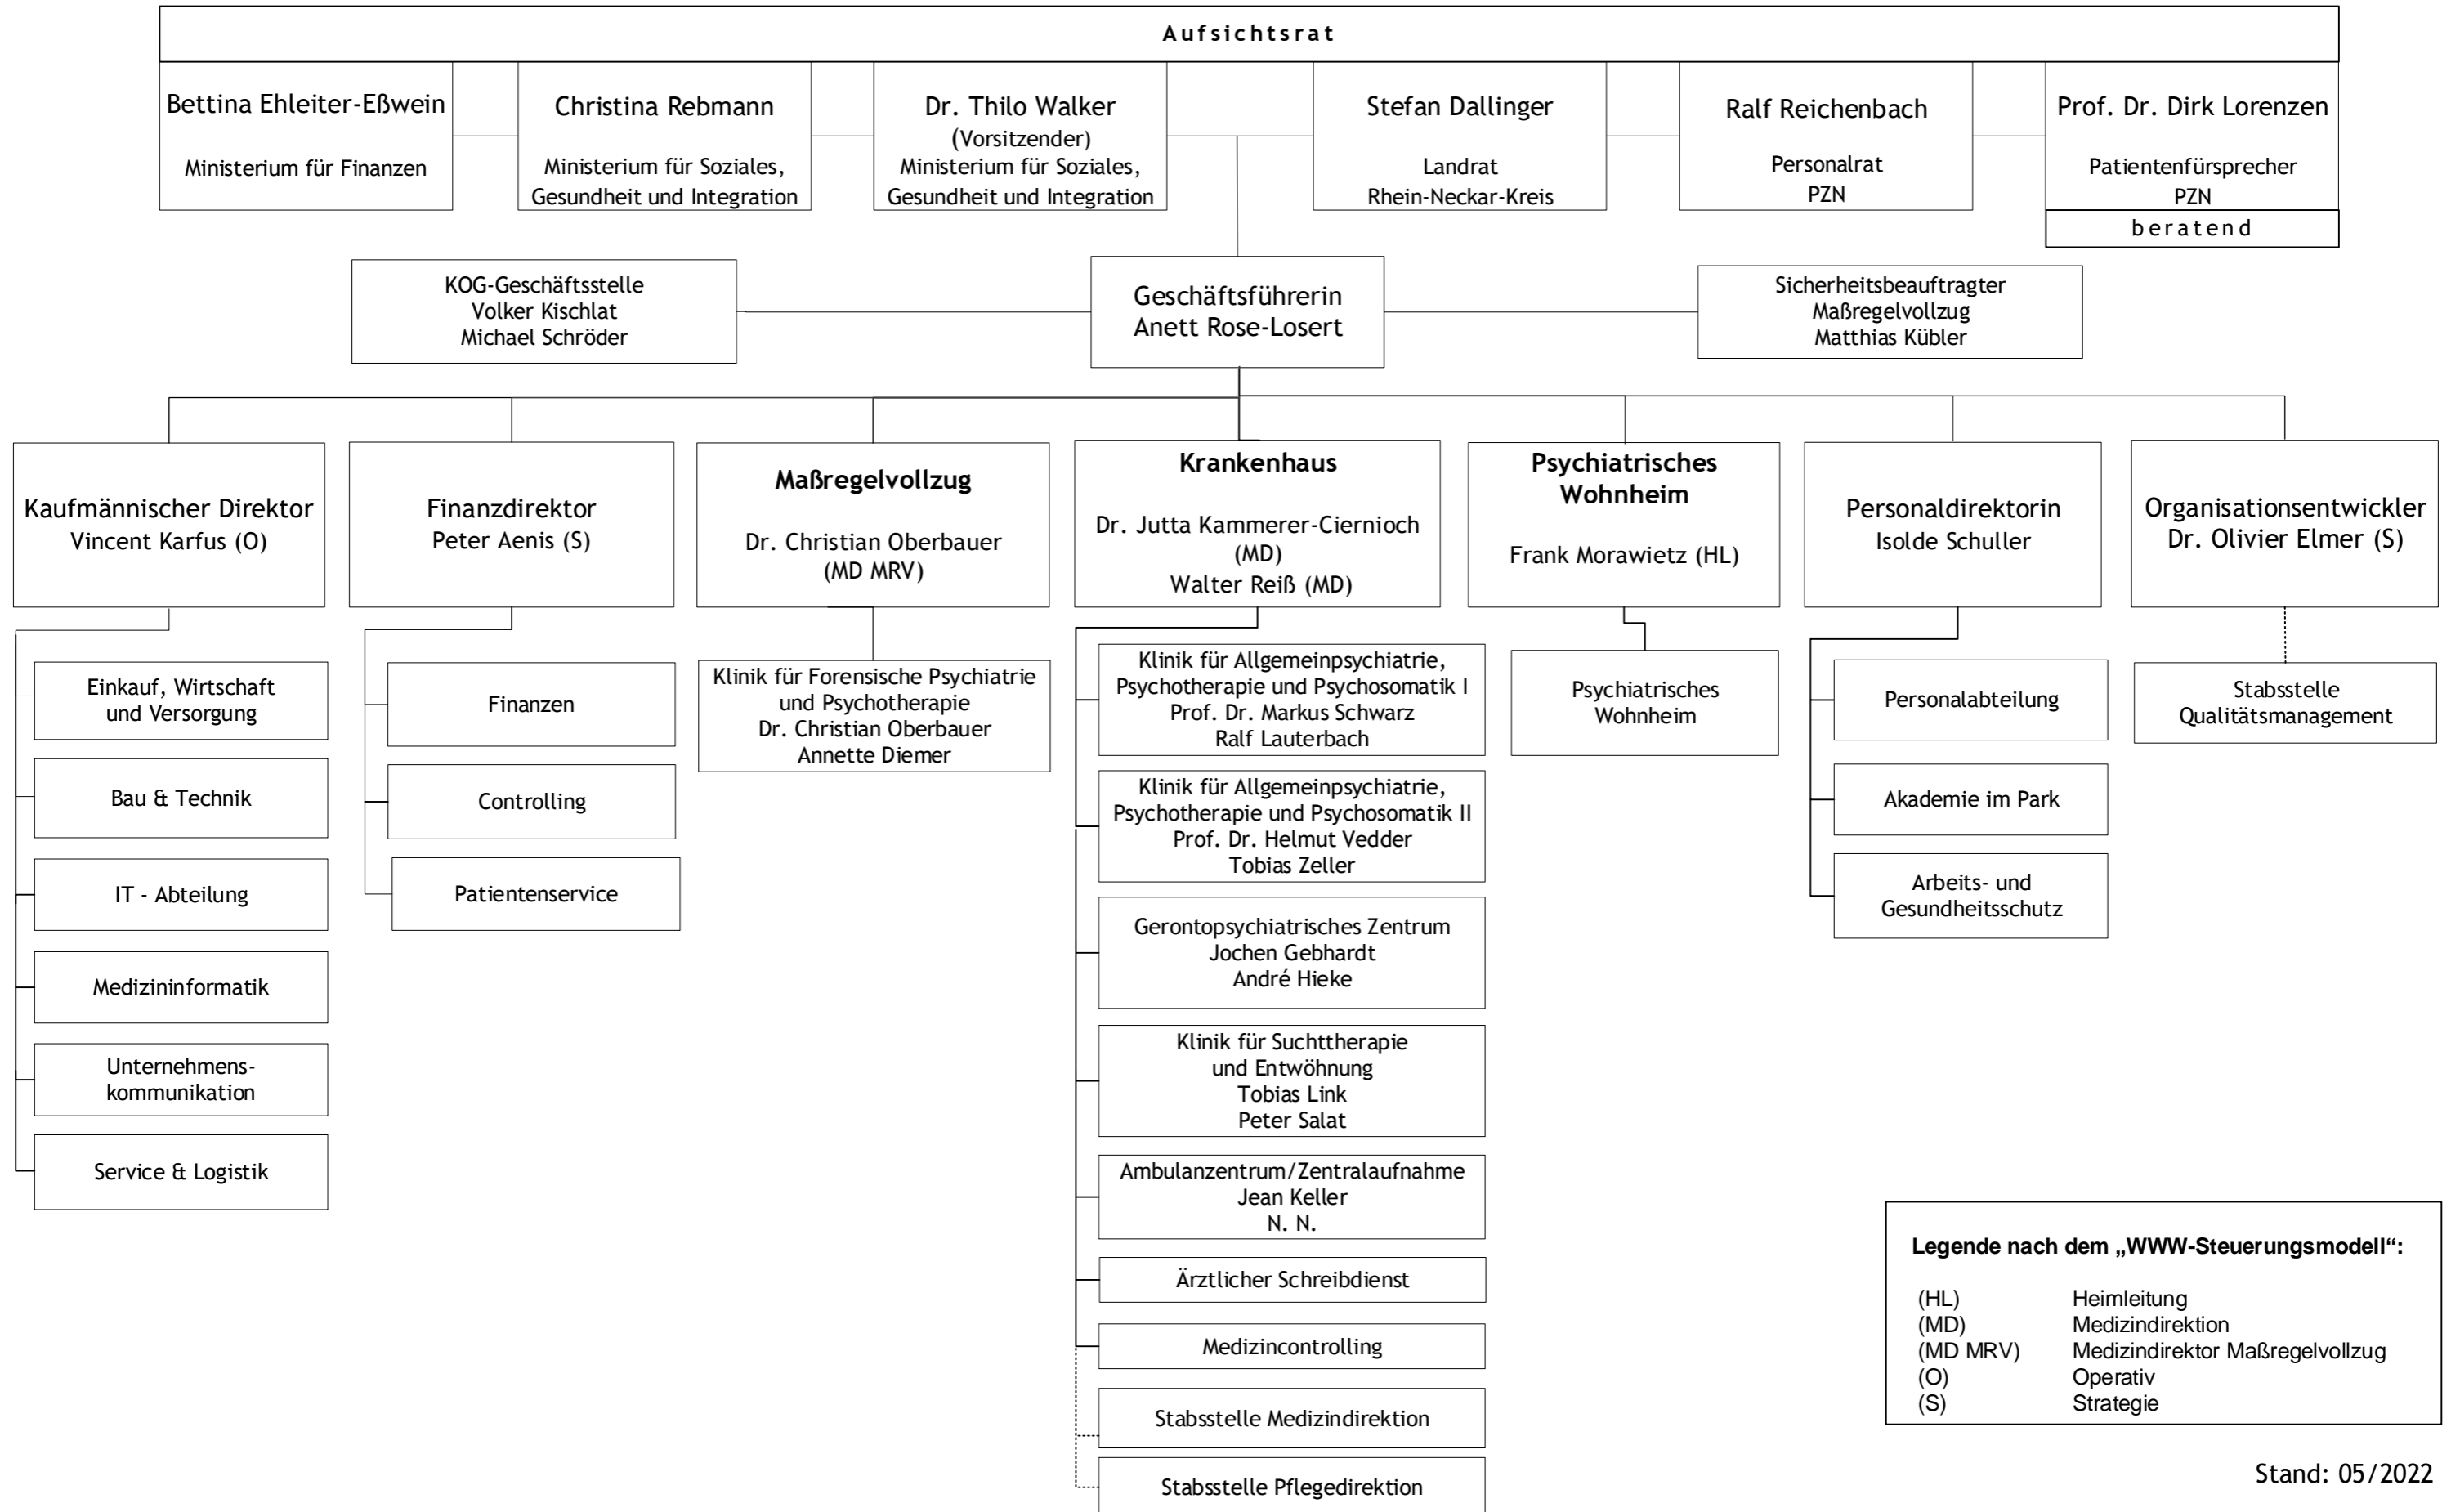 Aufsichtsrat
Bettina Ehleiter-Eßwein
Ministerium für Finanzen
Christina Rebmann
Ministerium für Soziales,
Gesundheit und Integration
Dr. Thilo Walker
(Vorsitzender)
Ministerium für Soziales,
Gesundheit und Integration
Stefan Dallinger
Landrat
Rhein-Neckar-Kreis
Ralf Reichenbach
Personalrat
PZN
Prof. Dr. Dirk Lorenzen
Patientenfürsprecher
PZN
beratend
KOG-Geschäftsstelle
Volker Kischlat
Michael Schröder
Geschäftsführerin
Anett Rose-Losert
Sicherheitsbeauftragter
Maßregelvollzug
Matthias Kübler
Kaufmännischer Direktor
Vincent Karfus (O)
Finanzdirektor
Peter Aenis (S)
Maßregelvollzug
Dr. Christian Oberbauer
(MD MRV)
Krankenhaus
Dr. Jutta Kammerer-Ciernioch
(MD)
Walter Reiß (MD)
Psychiatrisches
Wohnheim
Frank Morawietz (HL)
Personaldirektorin
Isolde Schuller
Organisationsentwickler
Dr. Olivier Elmer (S)
Einkauf, Wirtschaft
und Versorgung
Bau & Technik
IT - Abteilung
Medizininformatik
Unternehmens-
kommunikation
Service & Logistik
Finanzen
Controlling
Patientenservice
Klinik für Forensische Psychiatrie
und Psychotherapie
Dr. Christian Oberbauer
Annette Diemer
Klinik für Allgemeinpsychiatrie,
Psychotherapie und Psychosomatik I
Prof. Dr. Markus Schwarz
Ralf Lauterbach
Klinik für Allgemeinpsychiatrie,
Psychotherapie und Psychosomatik II
Prof. Dr. Helmut Vedder
Tobias Zeller
Gerontopsychiatrisches Zentrum
Jochen Gebhardt
André Hieke
Klinik für Suchttherapie
und Entwöhnung
Tobias Link
Peter Salat
Ambulanzentrum/Zentralaufnahme
Jean Keller
N. N.
Ärztlicher Schreibdienst
Medizincontrolling
Stabsstelle Medizindirektion
Stabsstelle Pflegedirektion
Psychiatrisches
Wohnheim
Personalabteilung
Akademie im Park
Arbeits- und
Gesundheitsschutz
Stabsstelle
Qualitätsmanagement
Legende nach dem „WWW-Steuerungsmodell“:
(HL) Heimleitung
(MD) Medizindirektion
(MD MRV) Medizindirektor Maßregelvollzug
(O) Operativ
(S) Strategie
Stand: 05/2022